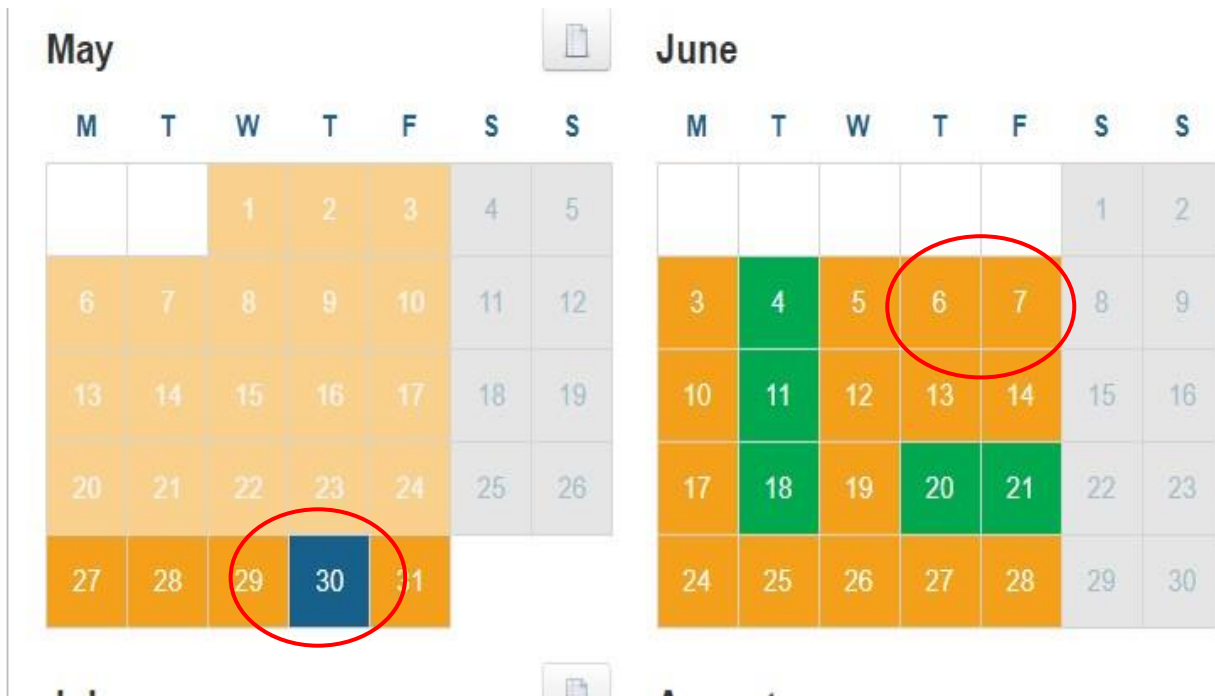 May
M T W T F S S
1 2 3 4 5
6 7 8 9 10 11 12
13 14 15 16 17 18 19
20 21 22 23 24 25 26
27 28 29 30 31
June
M T W T F S S
1 2
3 4 5 6 7 8 9
10 11 12 13 14 15 16
17 18 19 20 21 22 23
24 25 26 27 28 29 30